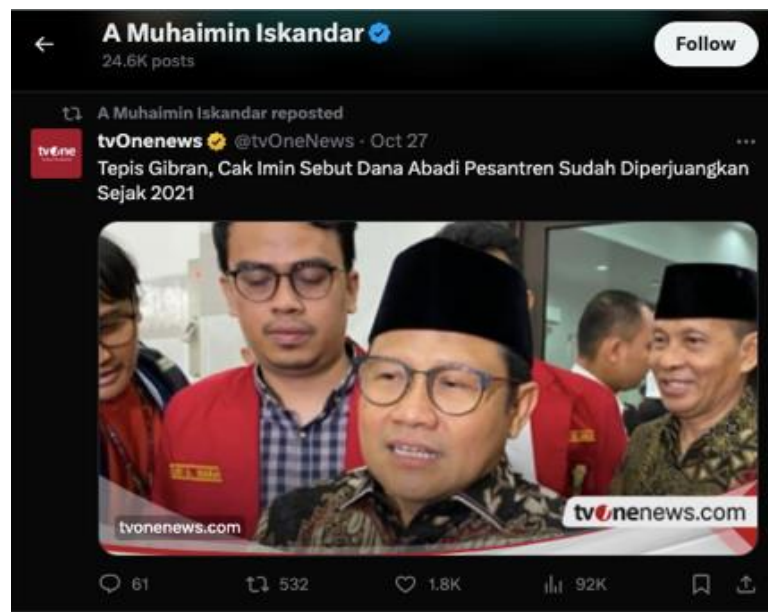 A Muhaimin Iskandar
24.6K posts
Follow
A Muhaimin Iskandar reposted
tvOnenews @tvOneNews · Oct 27
tvOne
Tepis Gibran, Cak Imin Sebut Dana Abadi Pesantren Sudah Diperjuangkan
Sejak 2021
tvonenews.com
tvOnenews.com
61
532
1.8K
92K